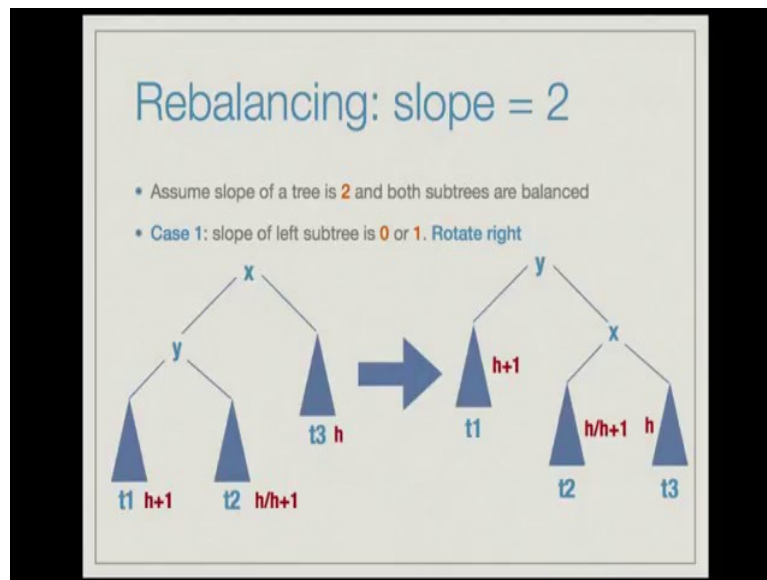 Rebalancing: slope = 2
• Assume slope of a tree is 2 and both subtrees are balanced
• Case 1: slope of left subtree is 0 or 1. Rotate right
x
y
t1 h+1
t2 h/h+1
t3 h
y
x
h+1
t1
h/h+1
t2
h
t3